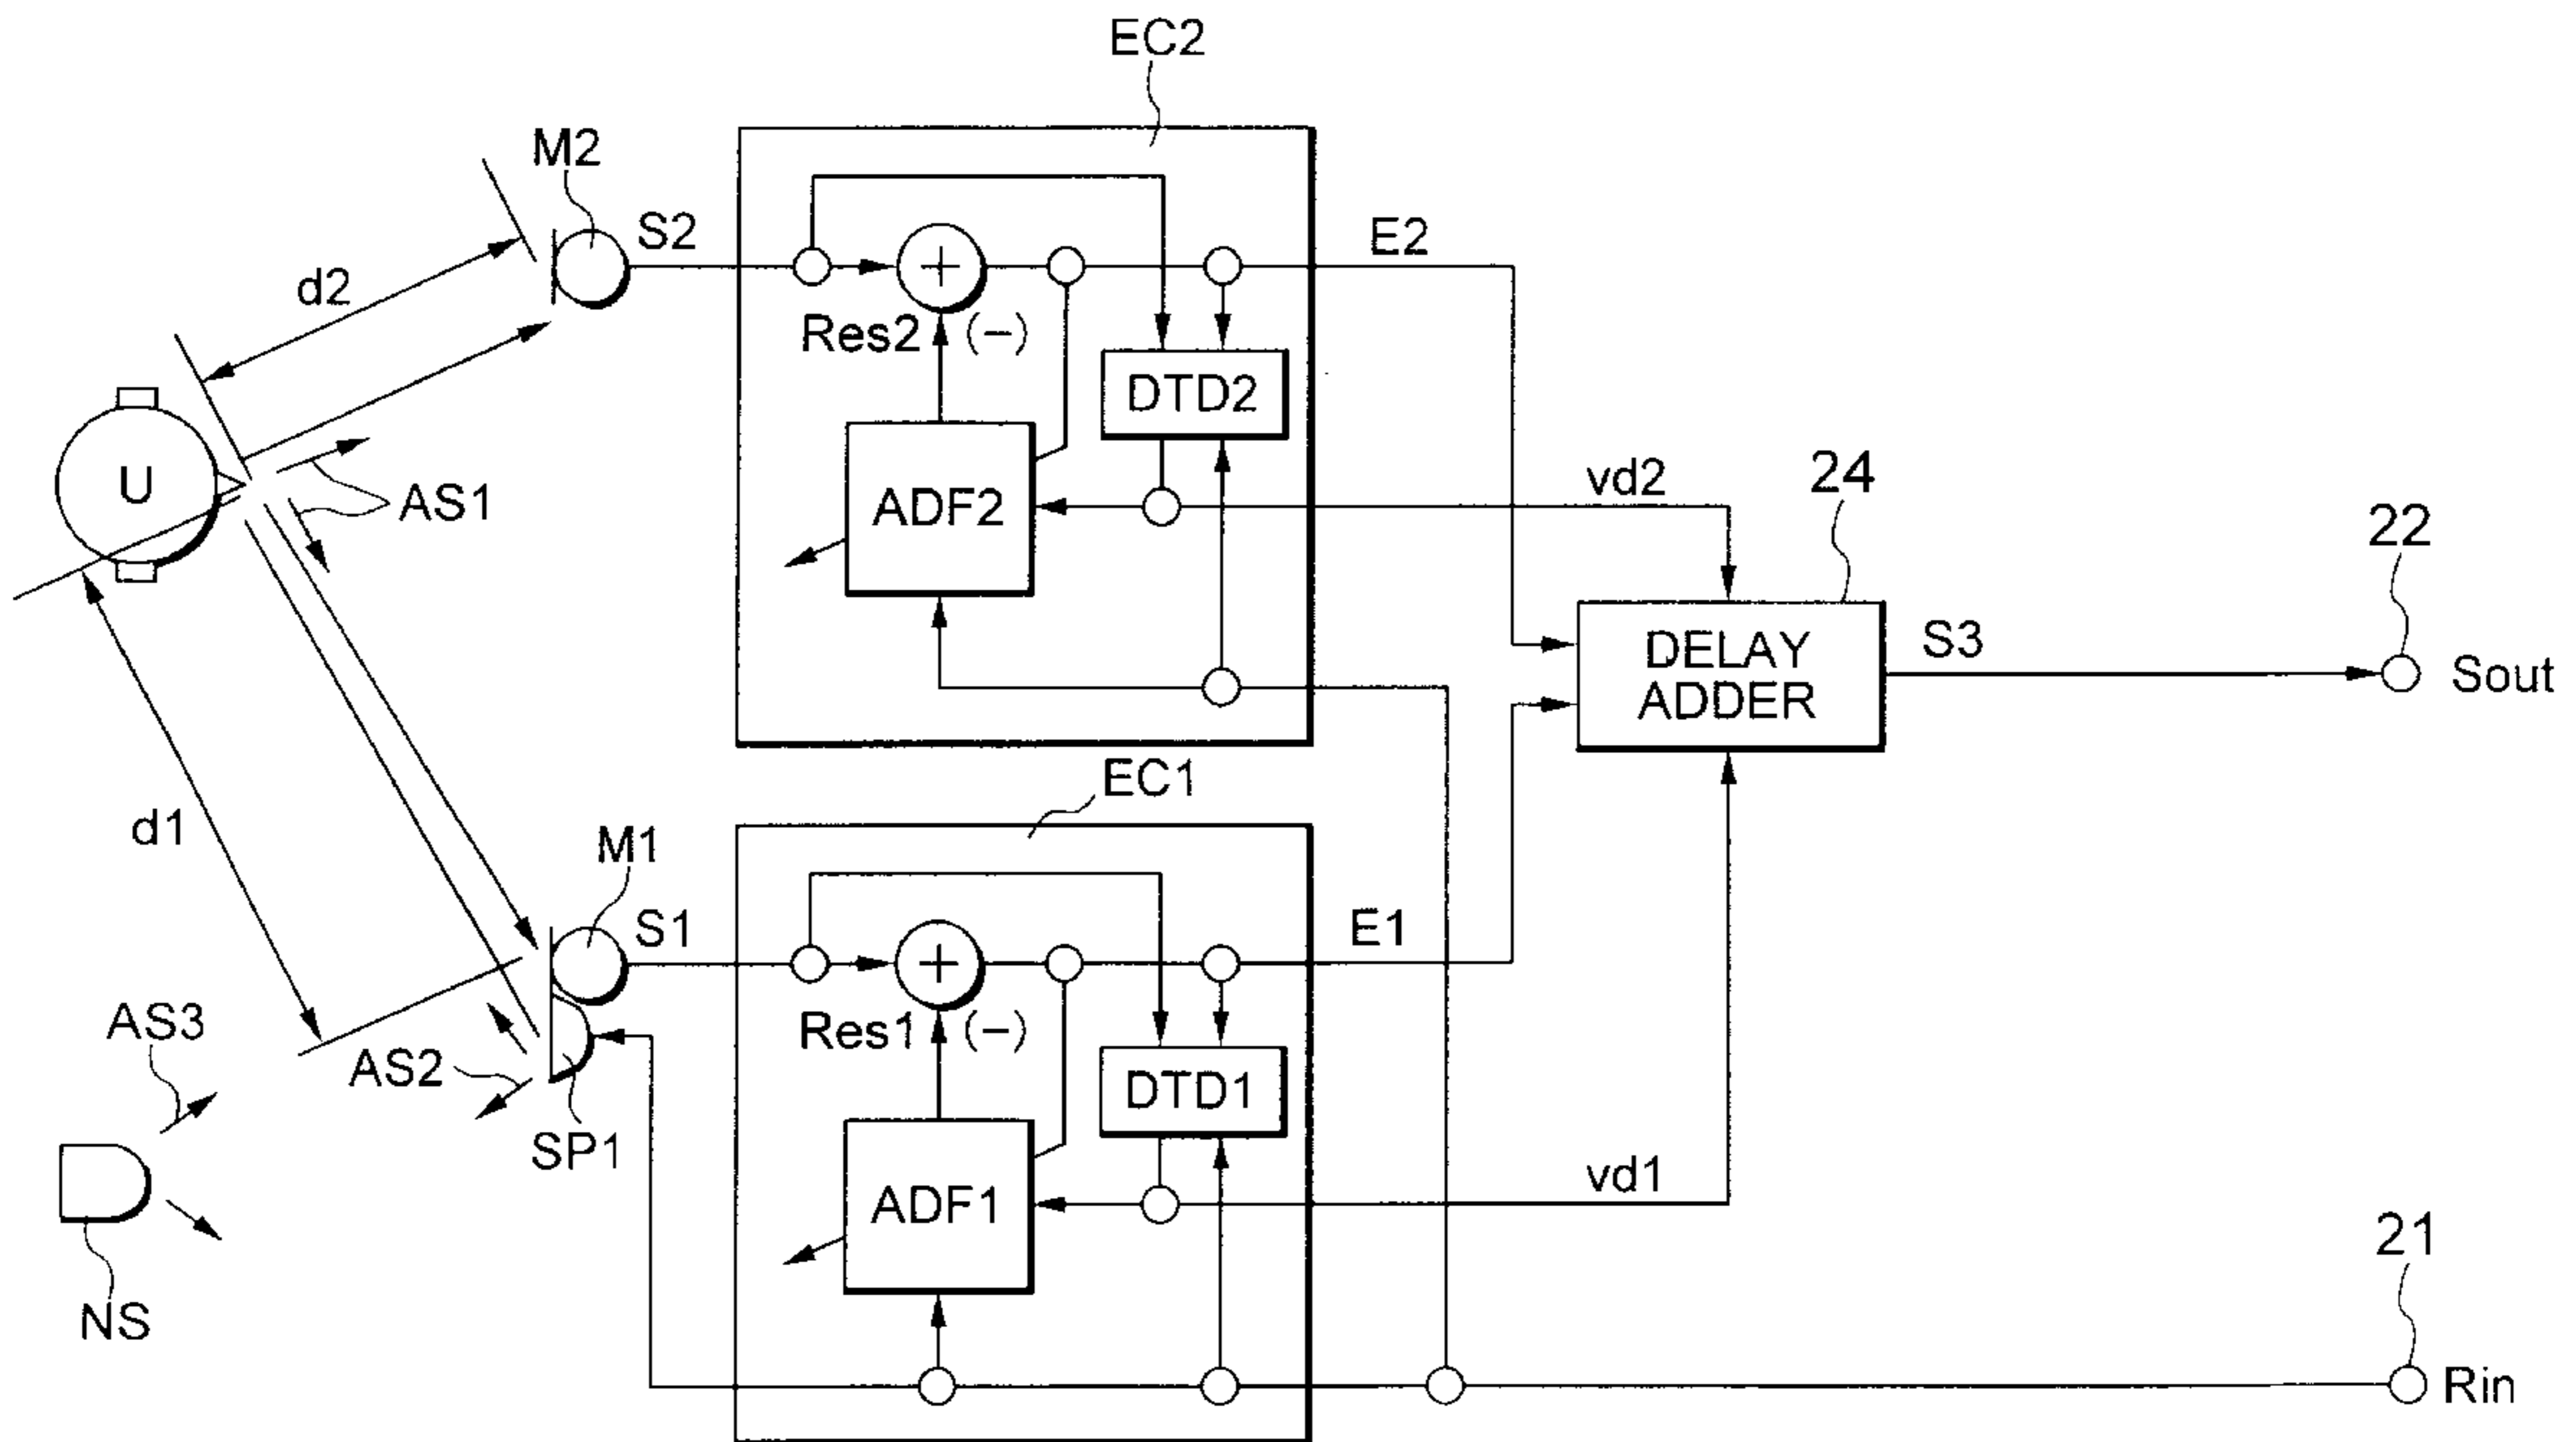 EC2
M2
S2
E2
d2
+
Res2 (−)
DTD2
U
AS1
ADF2
vd2
24
22
DELAY
ADDER
S3
Sout
EC1
d1
M1
S1
E1
+
Res1 (−)
AS3
AS2
DTD1
SP1
ADF1
vd1
21
NS
Rin